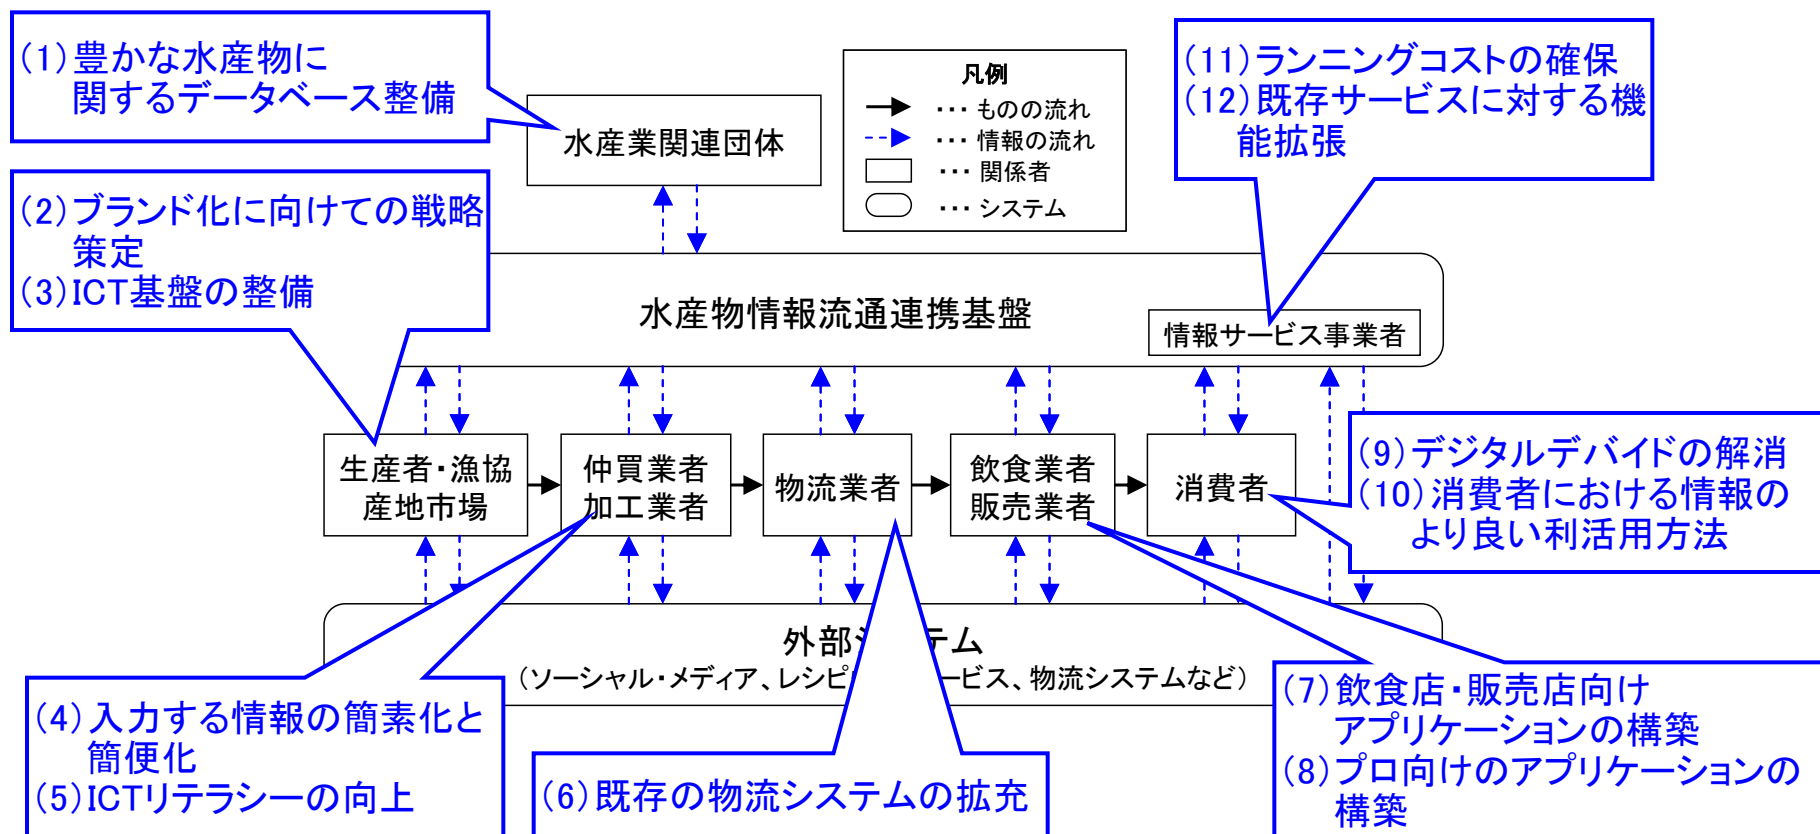 (1)豊かな水産物に
関するデータベース整備
水産業関連団体
凡例
・・・ ものの流れ
・・・ 情報の流れ
・・・ 関係者
・・・ システム
(11)ランニングコストの確保
(12)既存サービスに対する機
能拡張
(2)ブランド化に向けての戦略
策定
(3)ICT基盤の整備
水産物情報流通連携基盤
情報サービス事業者
生産者・漁協
産地市場
仲買業者
加工業者
物流業者
飲食業者
販売業者
消費者
(9)デジタルデバイドの解消
(10)消費者における情報の
より良い利活用方法
外部 テム
(ソーシャル・メディア、レシピ ービス、物流システムなど)
(4)入力する情報の簡素化と
簡便化
(5)ICTリテラシーの向上
(6)既存の物流システムの拡充
(7)飲食店・販売店向け
アプリケーションの構築
(8)プロ向けのアプリケーションの
構築